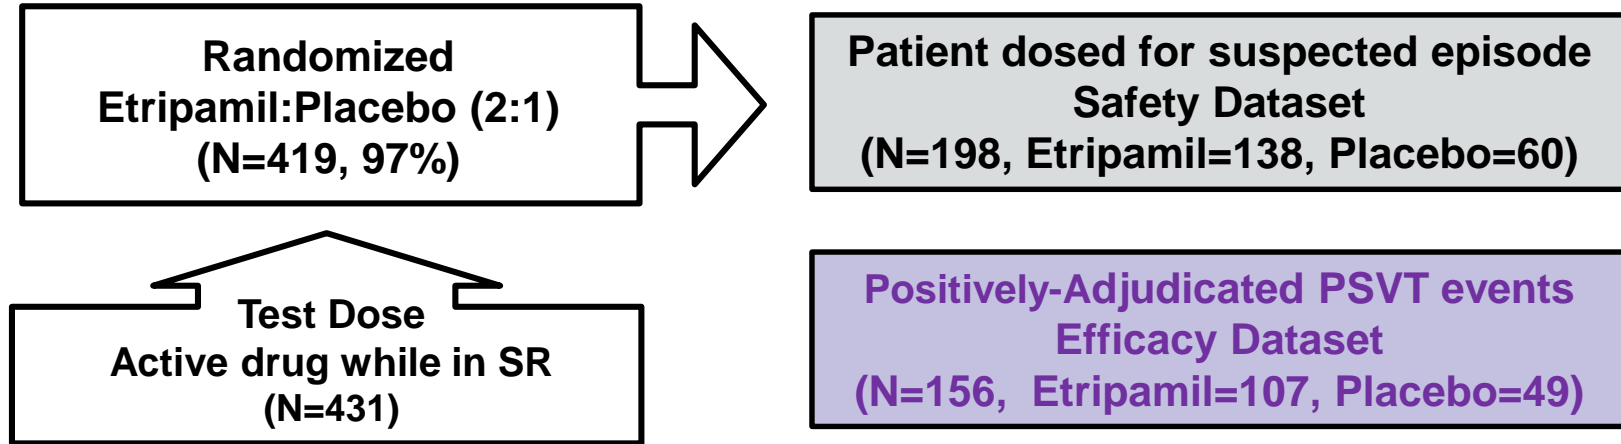 Randomized
Etripamil:Placebo (2:1)
(N=419, 97%)
Patient dosed for suspected episode
Safety Dataset
(N=198, Etripamil=138, Placebo=60)
Test Dose
Active drug while in SR
(N=431)
Positively-Adjudicated PSVT events
Efficacy Dataset
(N=156, Etripamil=107, Placebo=49)